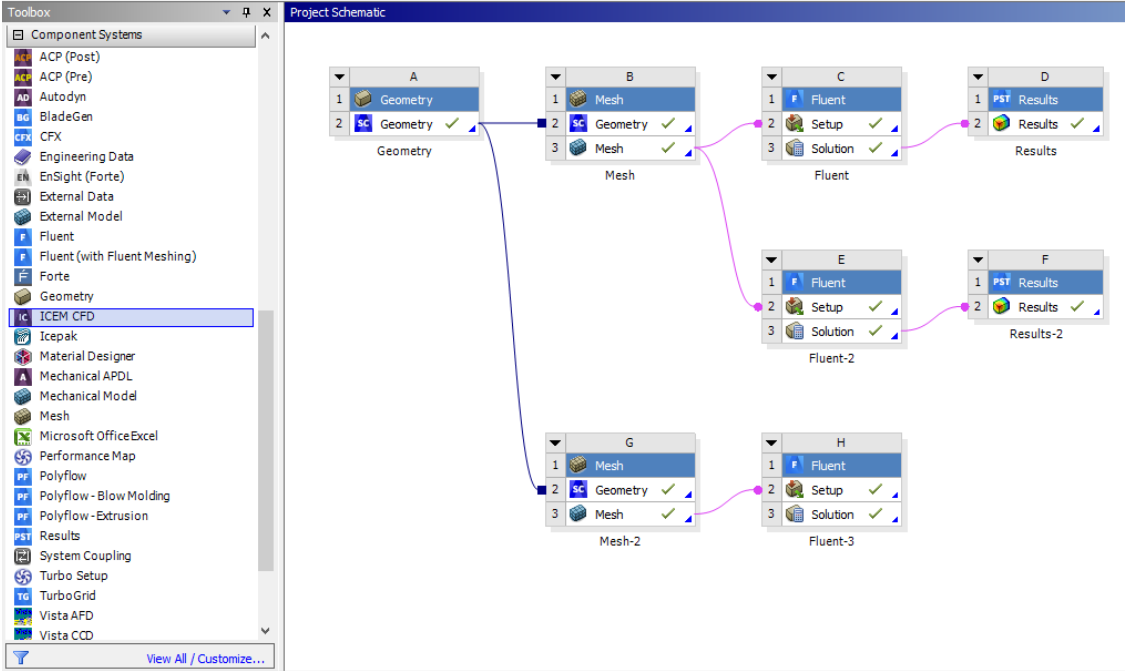 Toolbox
Component Systems
ACP (Post)
ACP (Pre)
Autodyn
BladeGen
CFX
Engineering Data
EnSight (Forte)
External Data
External Model
Fluent
Fluent (with Fluent Meshing)
Forte
Geometry
ICEM CFD
Icepak
Material Designer
Mechanical APDL
Mechanical Model
Mesh
Microsoft Office Excel
Performance Map
Polyflow
Polyflow - Blow Molding
Polyflow - Extrusion
Results
System Coupling
Turbo Setup
TurboGrid
Vista AFD
Vista CCD
View All / Customize...
Project Schematic
A
1 Geometry
2 SC Geometry
Geometry
B
1 Mesh
2 SC Geometry
3 Mesh
Mesh
C
1 F Fluent
2 Setup
3 Solution
Fluent
D
1 PST Results
2 Results
Results
E
1 F Fluent
2 Setup
3 Solution
Fluent-2
F
1 PST Results
2 Results
Results-2
G
1 Mesh
2 SC Geometry
3 Mesh
Mesh-2
H
1 F Fluent
2 Setup
3 Solution
Fluent-3